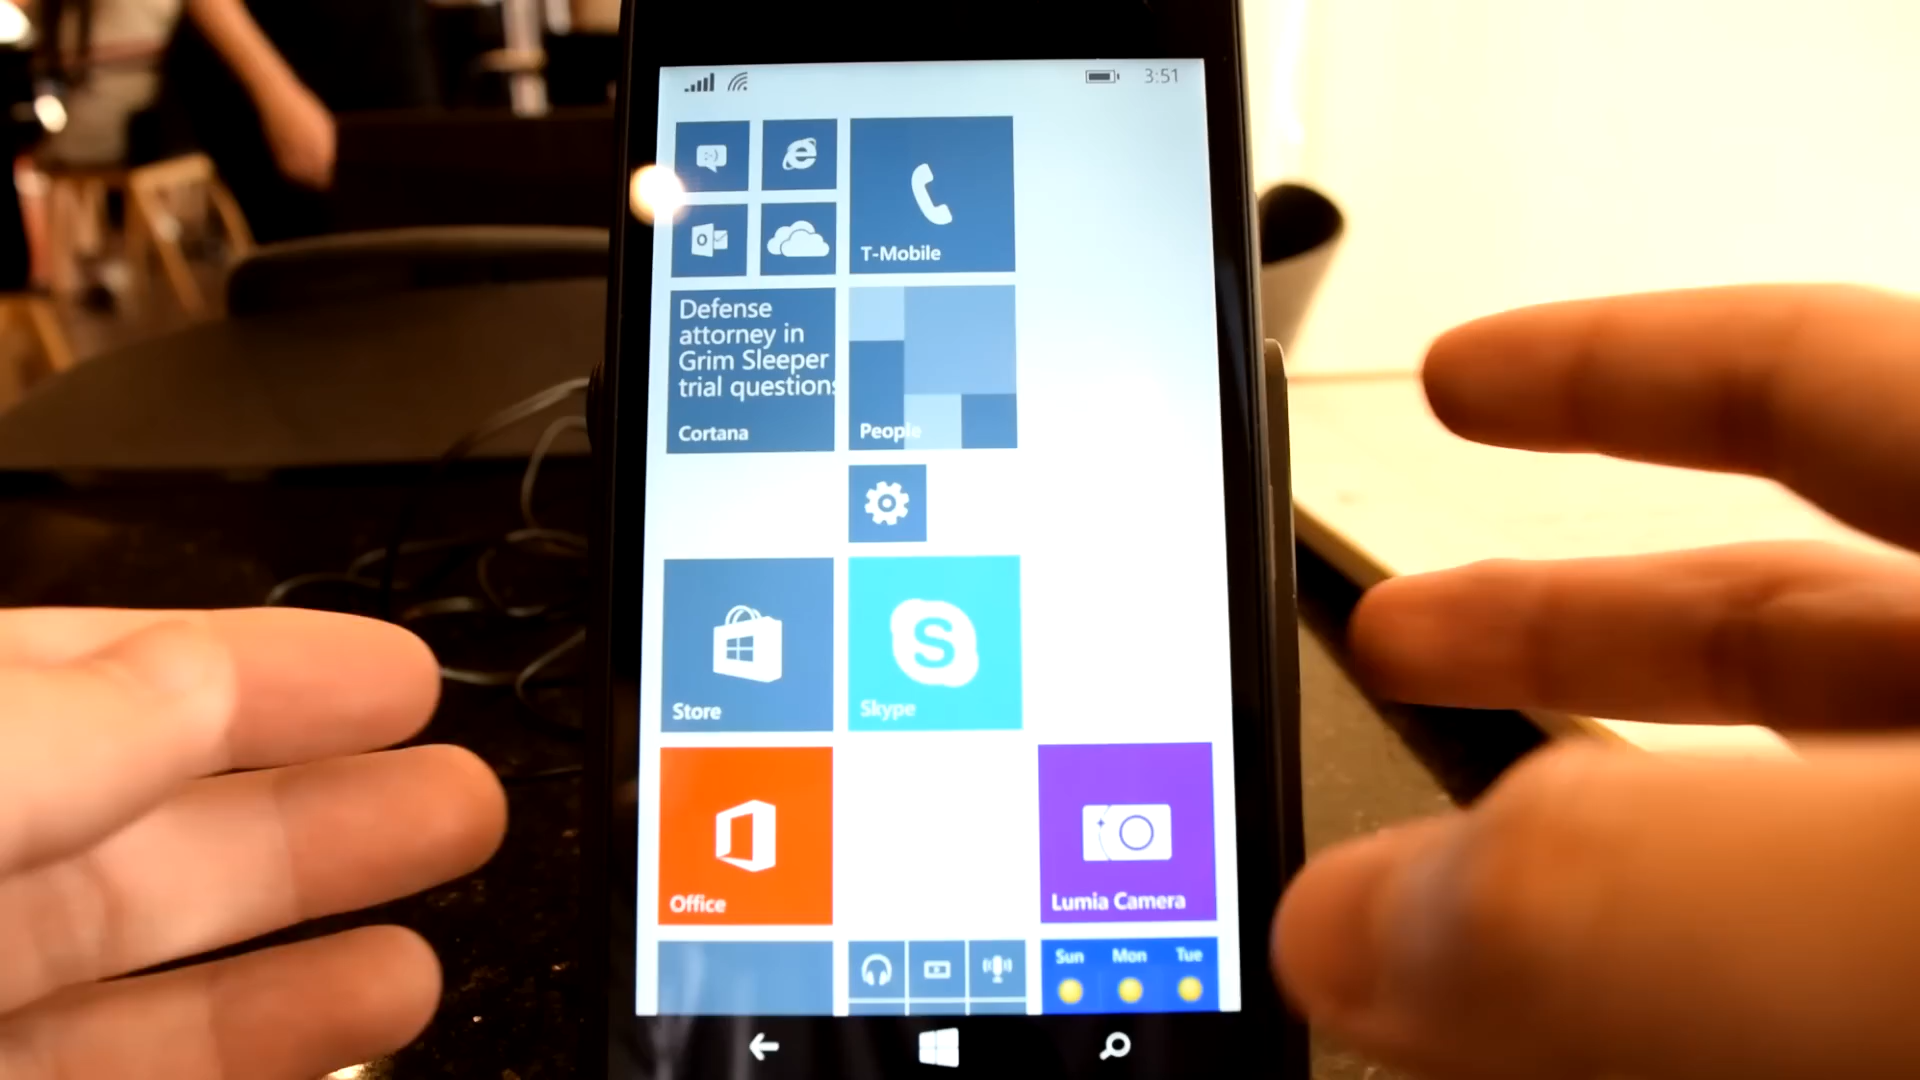 3:51
T-Mobile
Defense
attorney in
Grim Sleeper
trial questions
Cortana
People
Store
Skype
Office
Lumia Camera
Sun Mon Tue